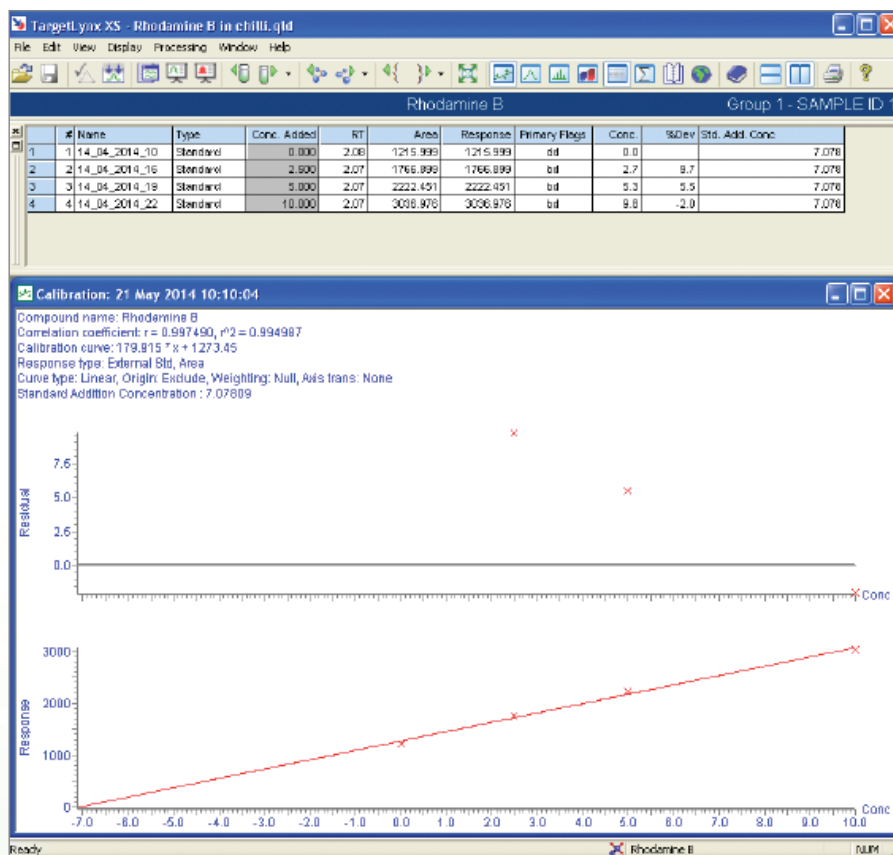 TargetLynx XS - Rhodamine B in chilli.qld
File Edit View Display Processing Window Help
Rhodamine B Group 1 - SAMPLE ID 1
# Name Type Conc. Added RT Area Response Primary Flags Conc. %Dev Std. Add. Conc
1 1 14_04_2014_10 Standard 0.000 2.08 1215.999 1215.999 dd 0.0 7.078
2 2 14_04_2014_16 Standard 2.500 2.07 1766.899 1766.899 bd 2.7 9.7 7.078
3 3 14_04_2014_19 Standard 5.000 2.07 2222.451 2222.451 bd 5.3 5.5 7.078
4 4 14_04_2014_22 Standard 10.000 2.07 3036.976 3036.976 bd 9.8 -2.0 7.078
Calibration: 21 May 2014 10:10:04
Compound name: Rhodamine B
Correlation coefficient: r = 0.997490, r^2 = 0.994987
Calibration curve: 179.915 * x + 1273.45
Response type: External Std, Area
Curve type: Linear, Origin: Exclude, Weighting: Null, Axis trans: None
Standard Addition Concentration : 7.07809
Residual
7.5
5.0
2.5
0.0
Conc
Response
3000
2000
1000
0
Conc
-7.0 -6.0 -5.0 -4.0 -3.0 -2.0 -1.0 0.0 1.0 2.0 3.0 4.0 5.0 6.0 7.0 8.0 9.0 10.0
Ready Rhodamine B NUM